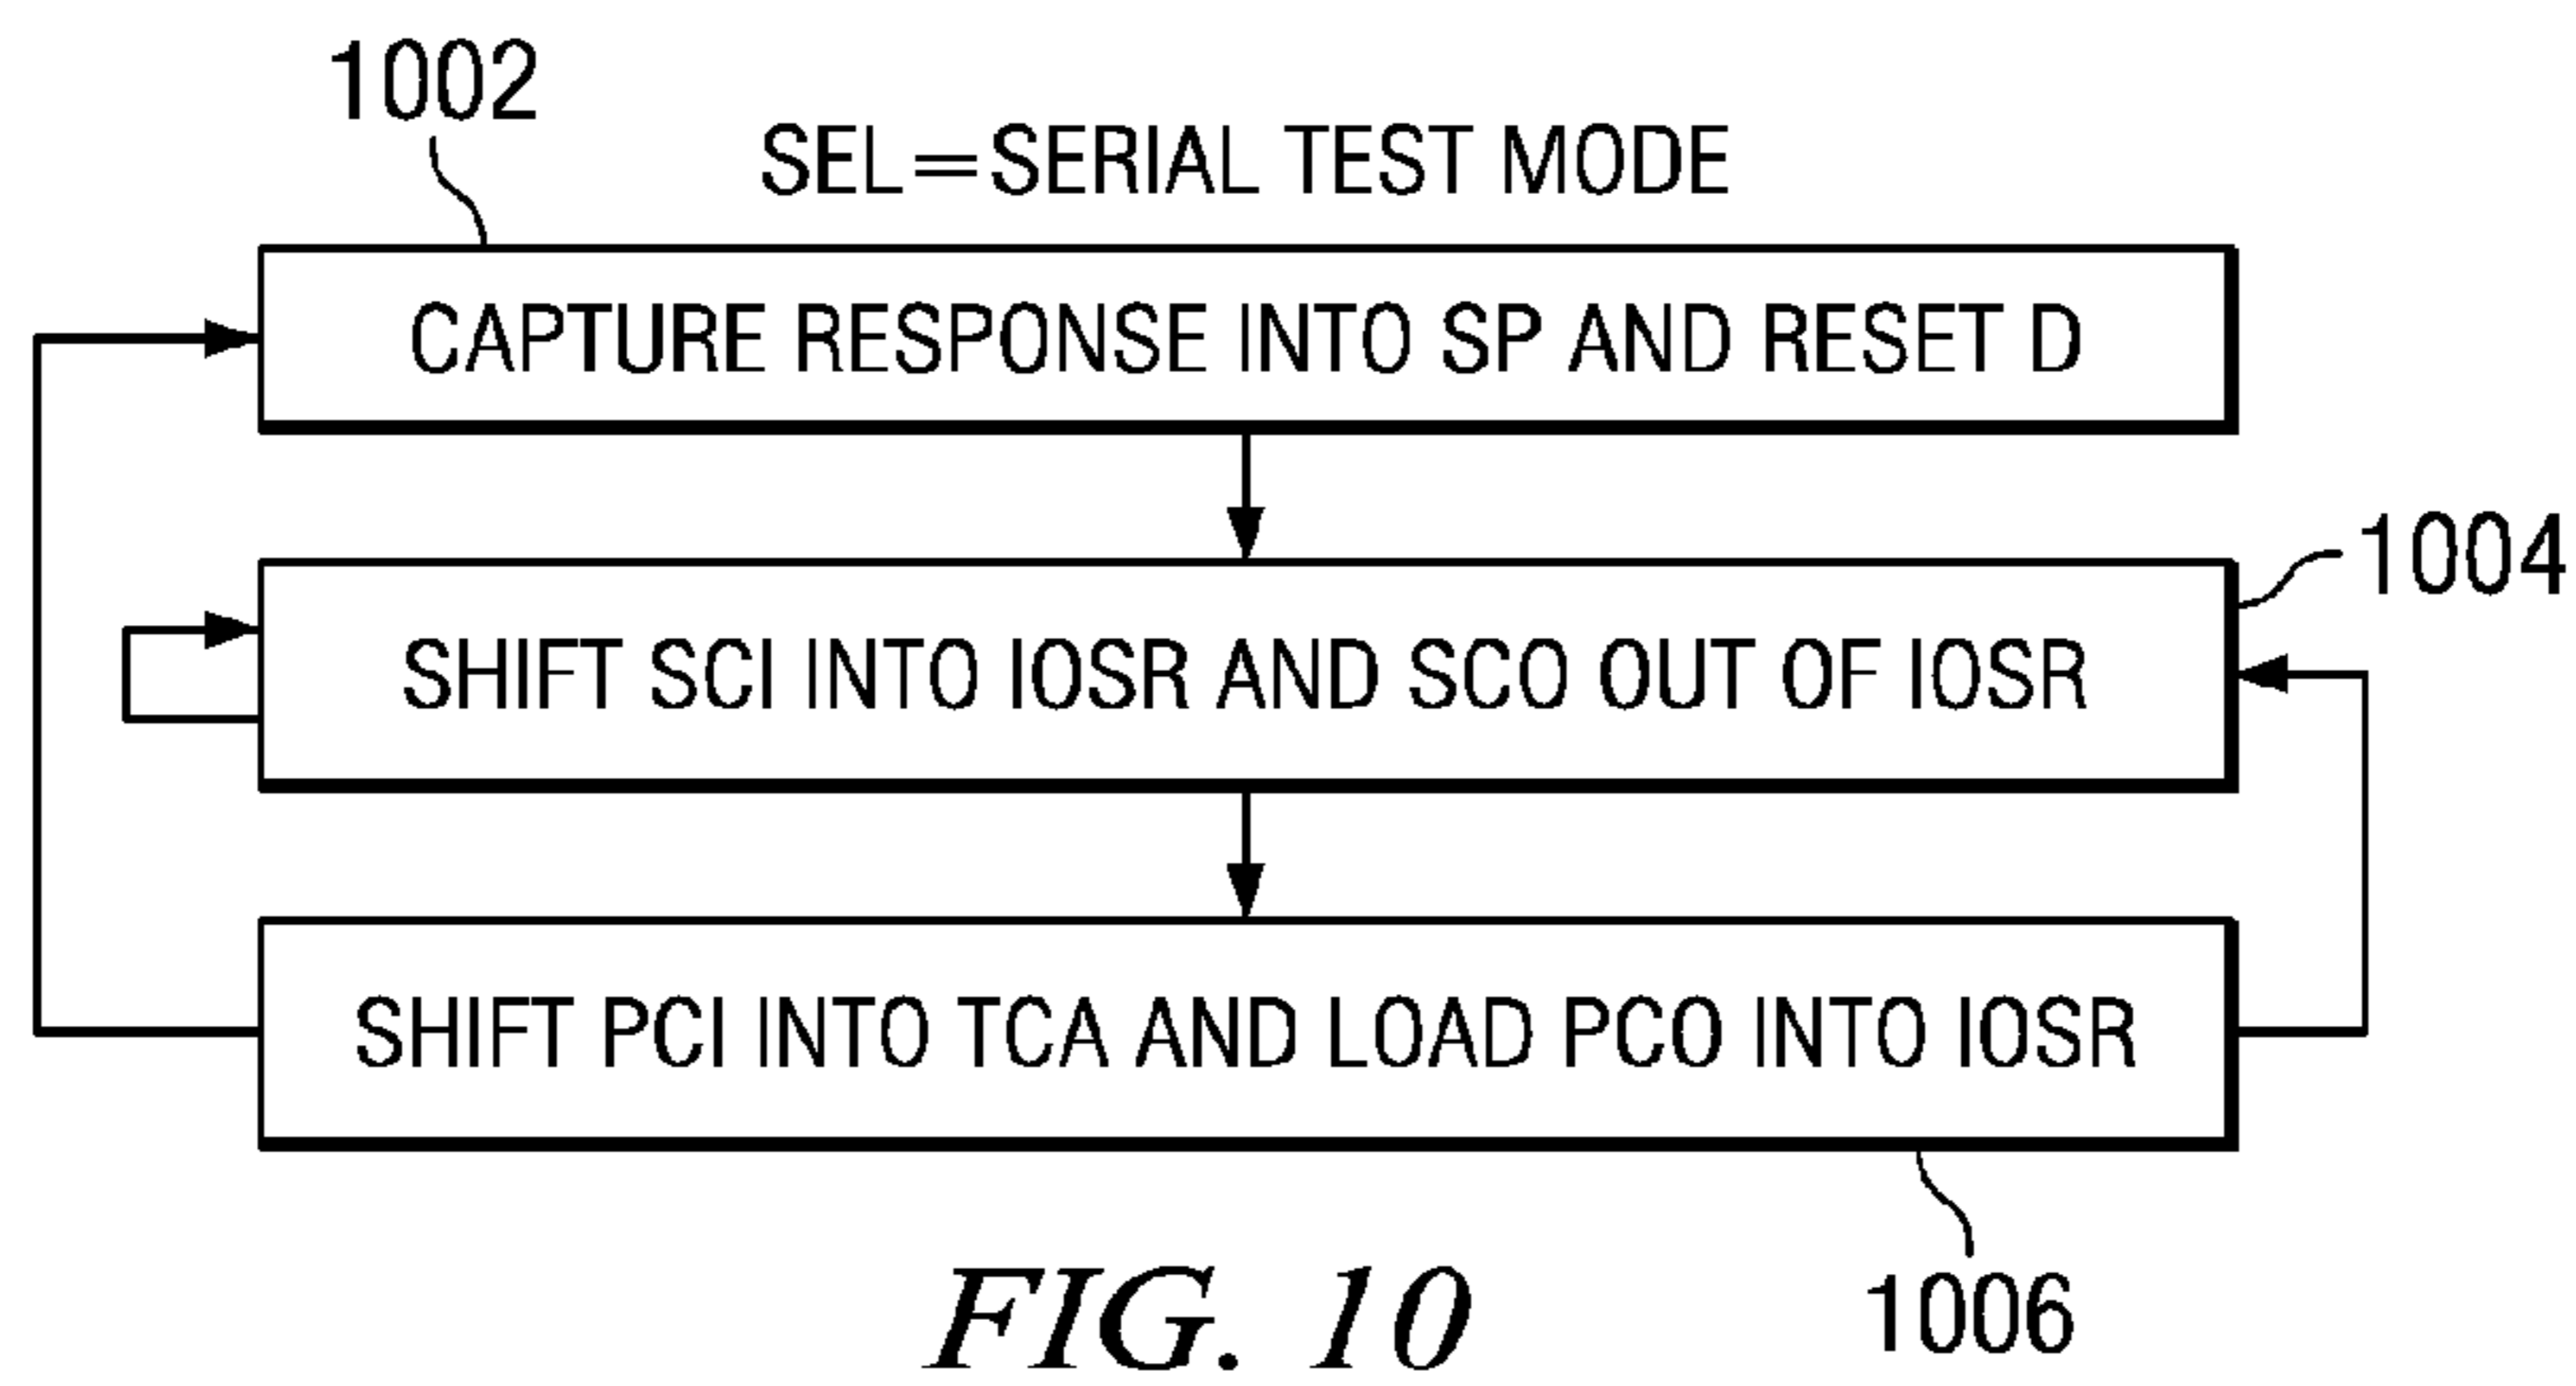 1002
SEL=SERIAL TEST MODE
CAPTURE RESPONSE INTO SP AND RESET D
1004
SHIFT SCI INTO IOSR AND SCO OUT OF IOSR
SHIFT PCI INTO TCA AND LOAD PCO INTO IOSR
1006
FIG. 10